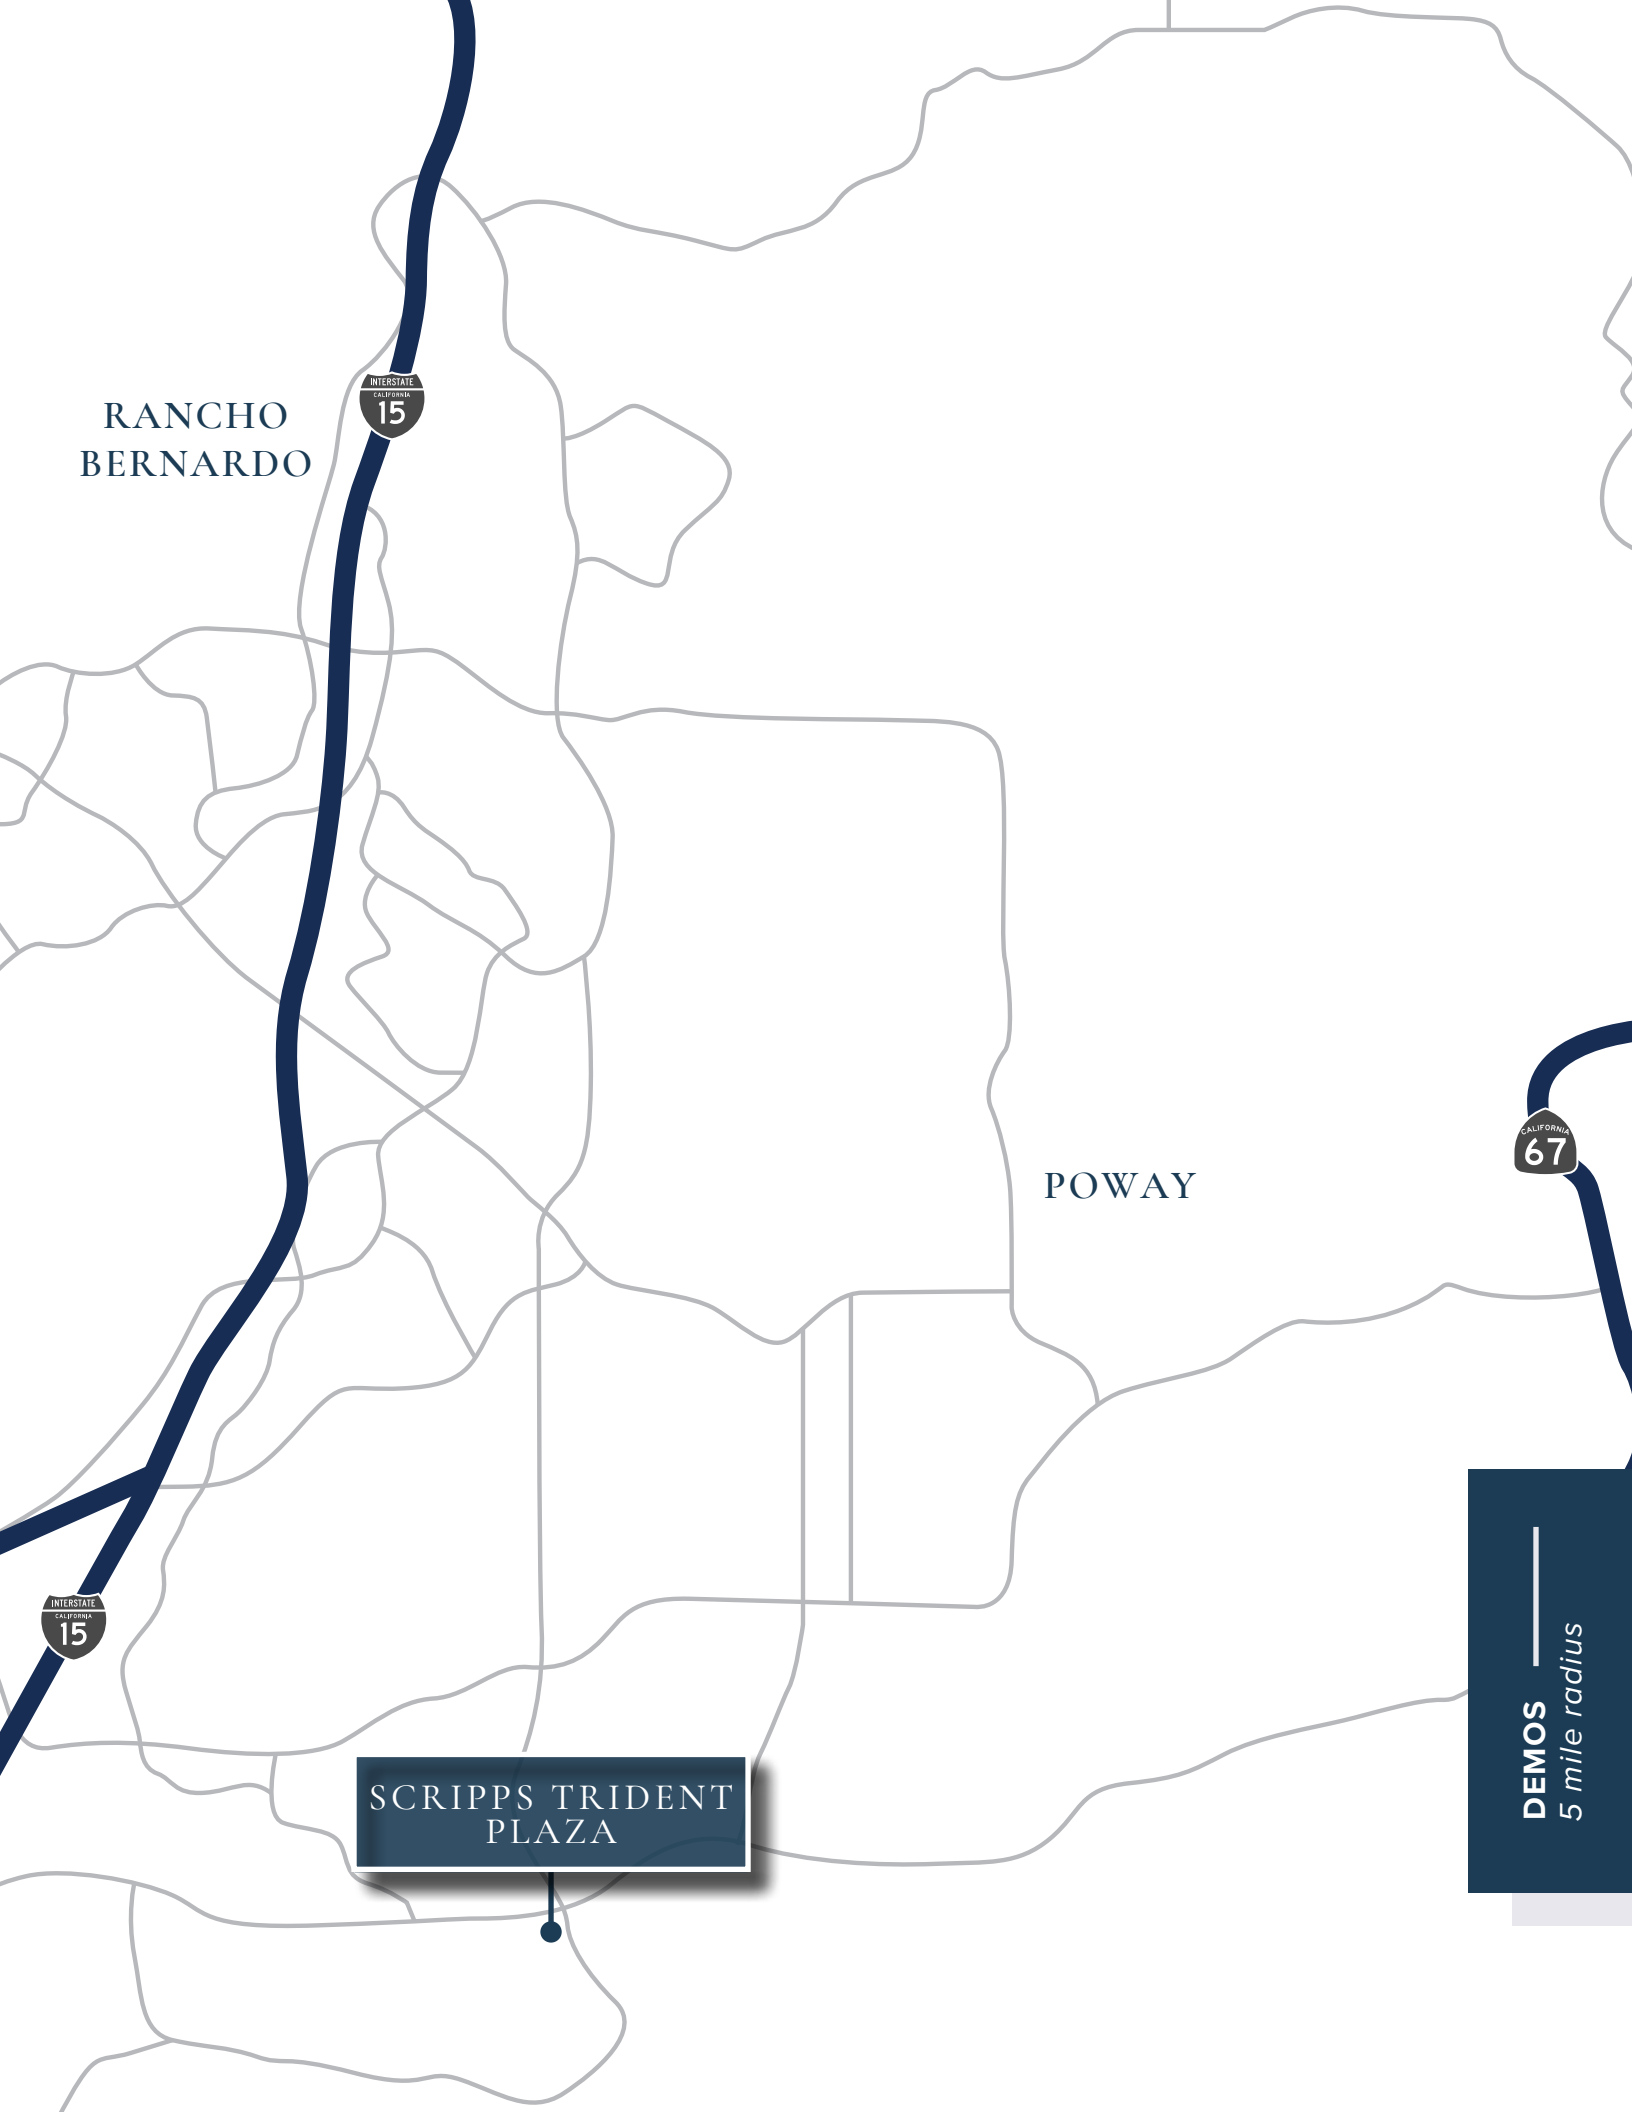 INTERSTATE
CALIFORNIA
15
RANCHO
BERNARDO
CALIFORNIA
67
POWAY
INTERSTATE
CALIFORNIA
15
DEMOS
5 mile radius
SCRIPPS TRIDENT
PLAZA